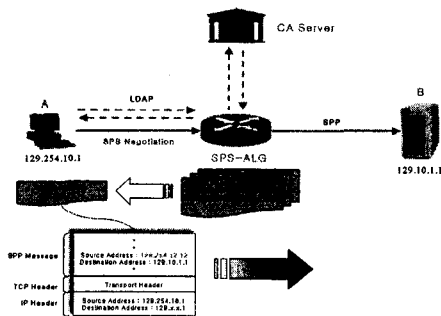 CA Server
A
B
LDAP
SPP
SPS Negotiation
129.254.10.1
SPS-ALG
129.10.1.1
SPP Message
Source Address : 129.254.12.12
Destination Address : 129.10.1.1
TCP Header
Transport Header
IP Header
Source Address : 129.254.10.1
Destination Address : 129.x.x.1